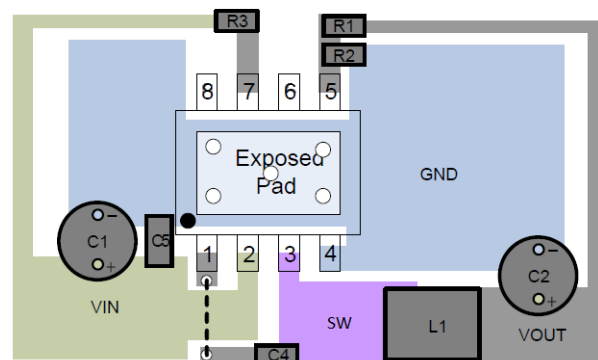 R3
R1
R2
8 7 6 5
Exposed
Pad
GND
C1
C5
1 2 3 4
C2
VIN
SW
L1
VOUT
C4